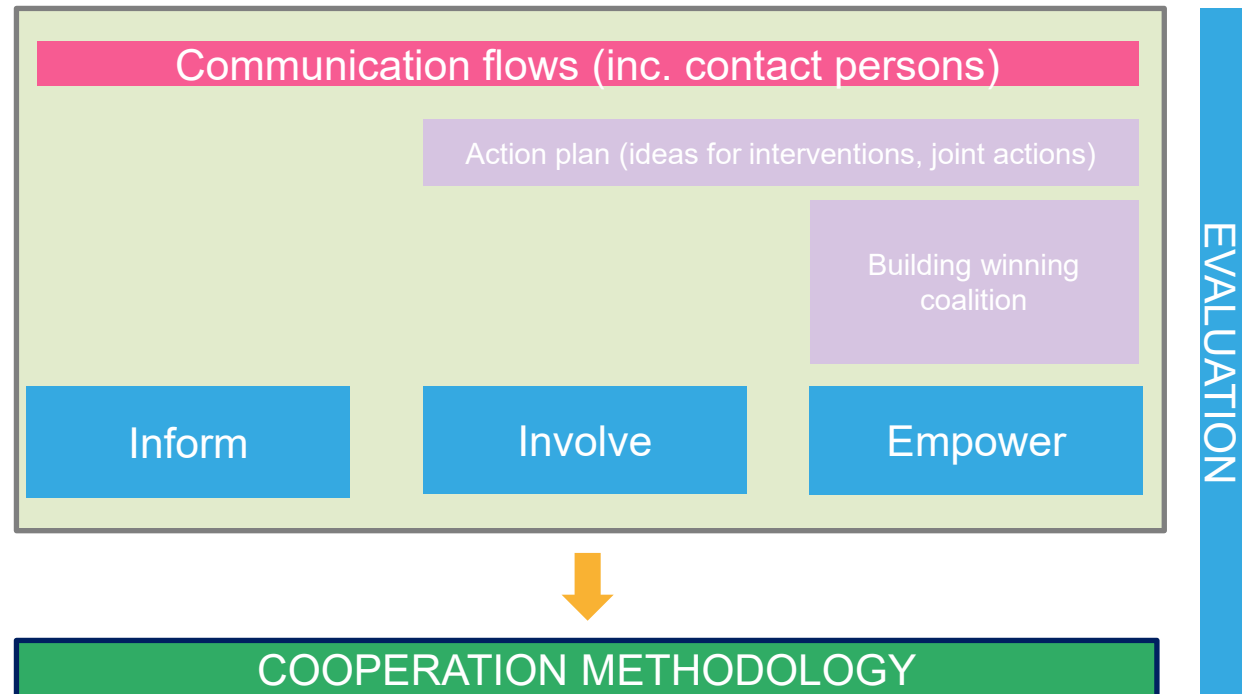 Communication flows (inc. contact persons)
Action plan (ideas for interventions, joint actions)
Building winning
coalition
Inform
Involve
Empower
EVALUATION
COOPERATION METHODOLOGY